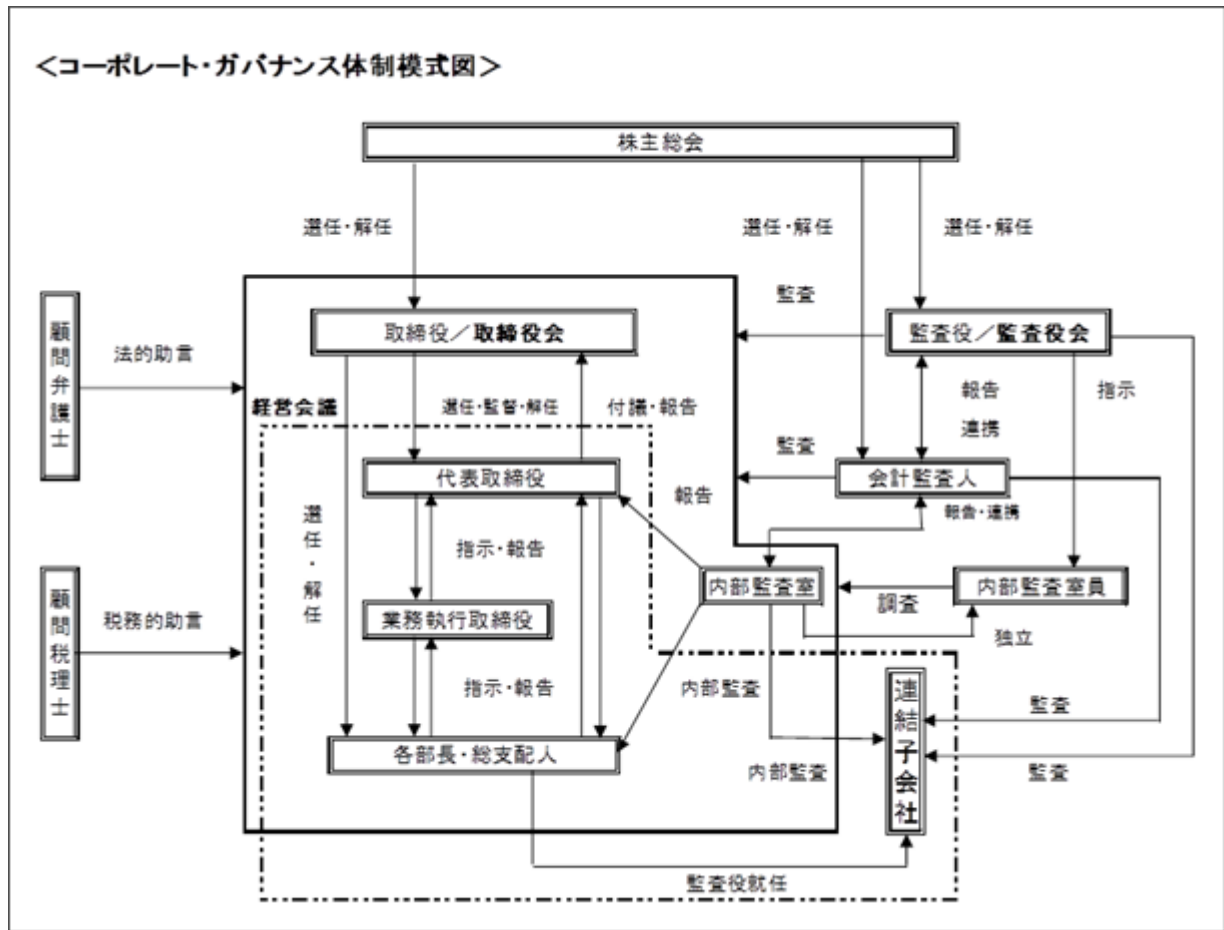 ＜コーポレート・ガバナンス体制模式図＞
株主総会
選任・解任
選任・解任
選任・解任
監査
顧問弁護士
法的助言
取締役／取締役会
監査役／監査役会
経営会議
選任・監督・解任
付議・報告
報告
連携
指示
監査
代表取締役
会計監査人
報告
報告・連携
選任・解任
指示・報告
内部監査室
内部監査室員
調査
独立
顧問税理士
税務的助言
業務執行取締役
指示・報告
内部監査
連結子会社
監査
各部長・総支配人
内部監査
監査
監査役就任